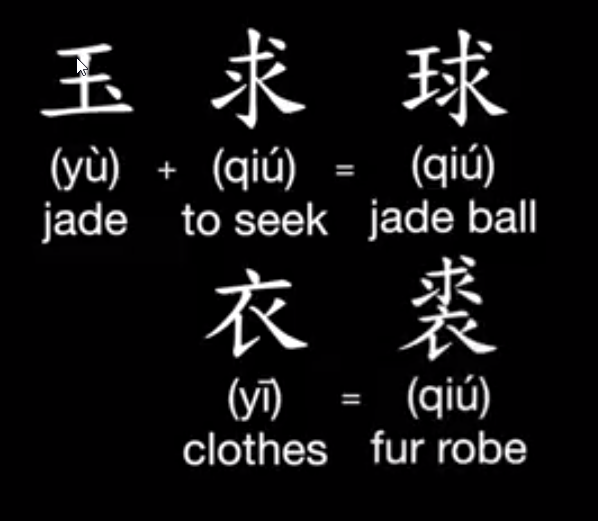 玉 求 球
(yù) + (qiú) = (qiú)
jade to seek jade ball
衣 裘
(yī) = (qiú)
clothes fur robe